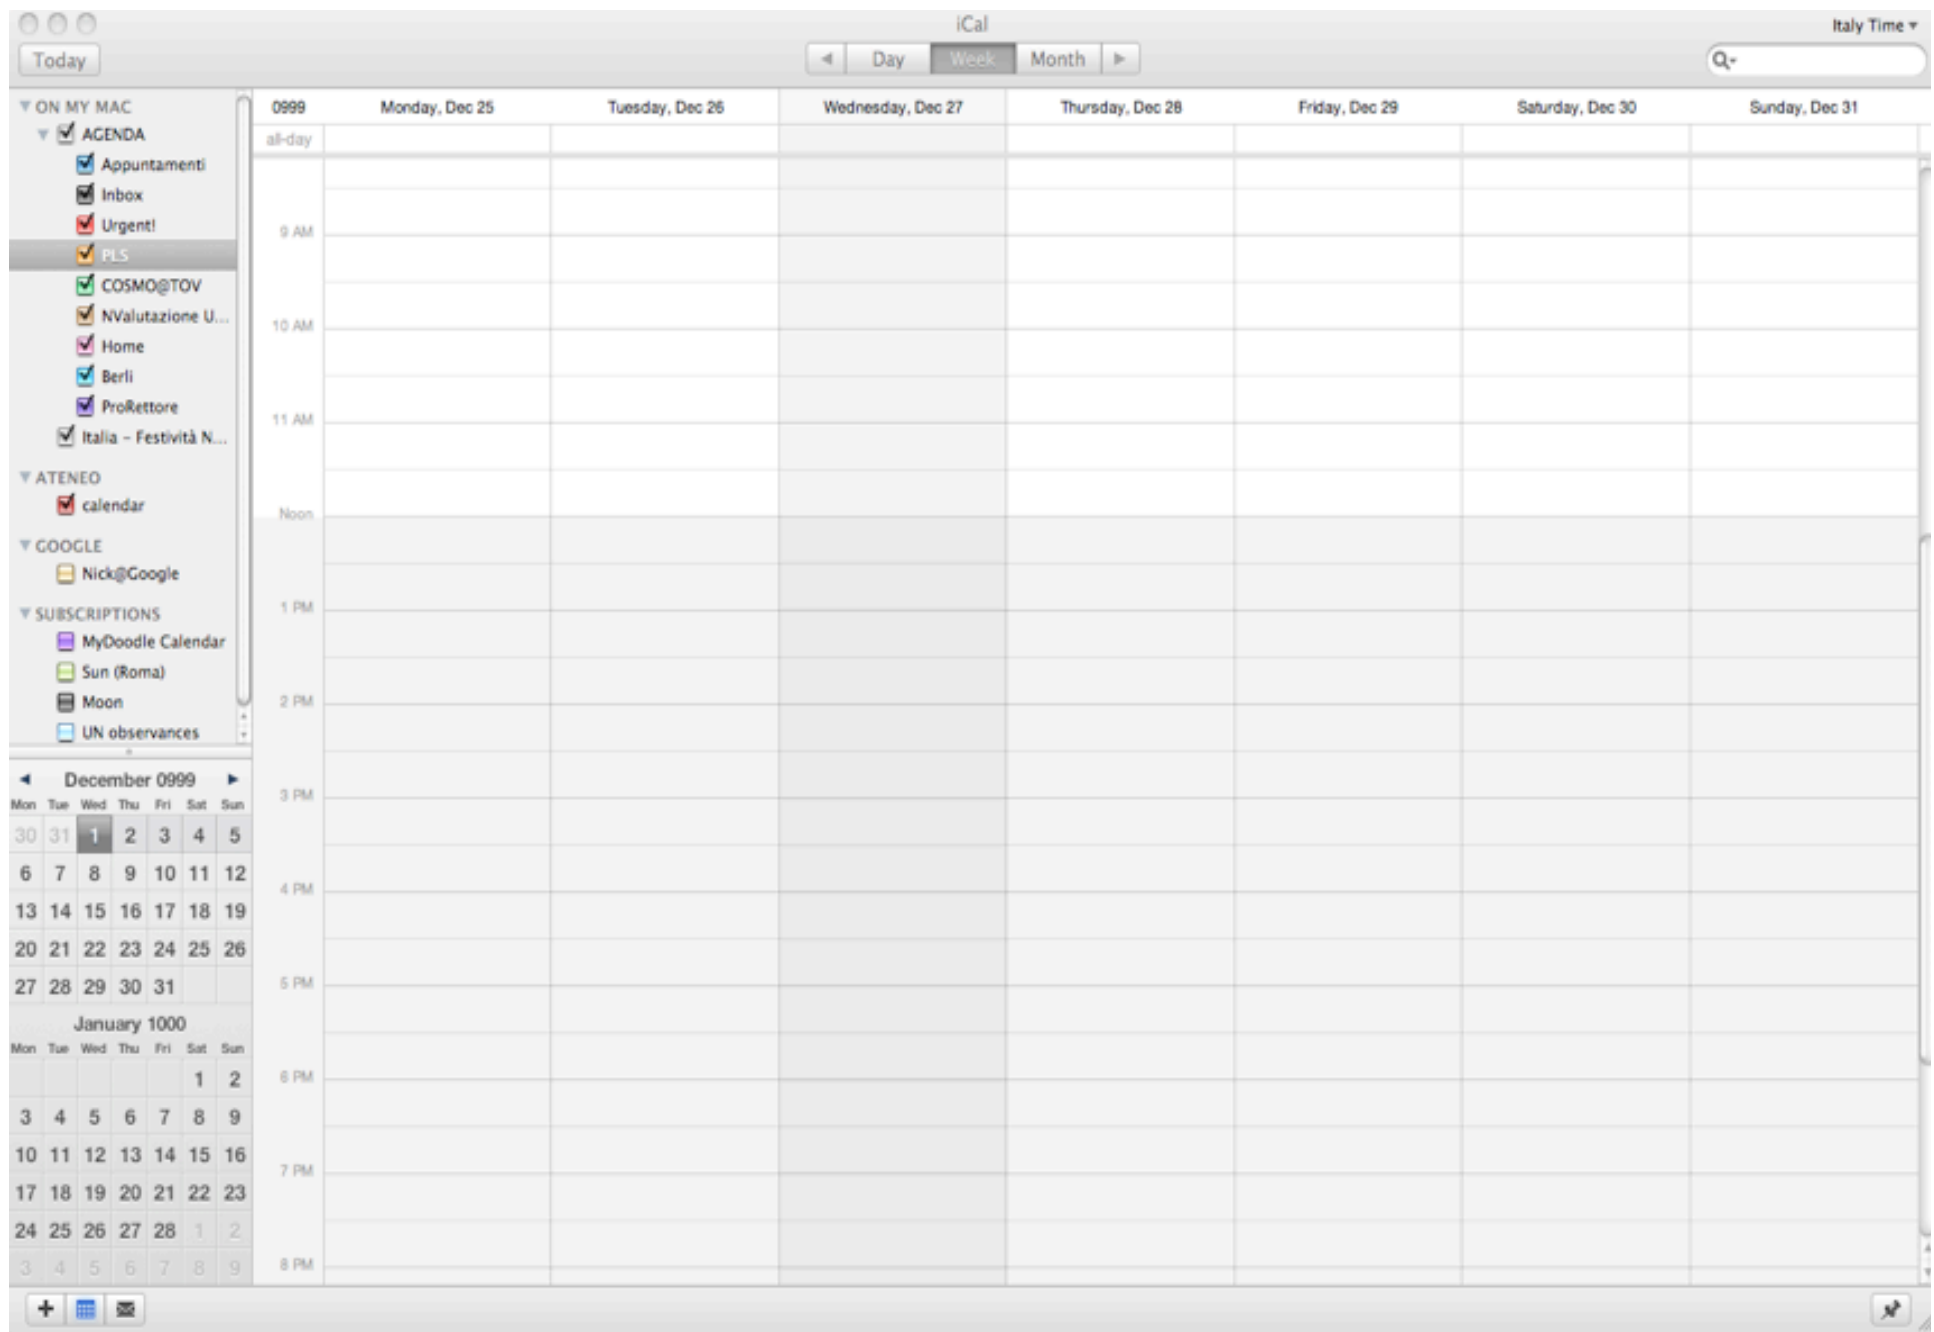 iCal
Italy Time
Today
Day Week Month
ON MY MAC
AGENDA
Appuntamenti
Inbox
Urgent!
PLS
COSMO@TOV
NValutazione U...
Home
Berli
ProRettore
Italia – Festività N...
ATENEO
calendar
GOOGLE
Nick@Google
SUBSCRIPTIONS
MyDoodle Calendar
Sun (Roma)
Moon
UN observances
December 0999
Mon Tue Wed Thu Fri Sat Sun
30 31 1 2 3 4 5
6 7 8 9 10 11 12
13 14 15 16 17 18 19
20 21 22 23 24 25 26
27 28 29 30 31
January 1000
Mon Tue Wed Thu Fri Sat Sun
1 2
3 4 5 6 7 8 9
10 11 12 13 14 15 16
17 18 19 20 21 22 23
24 25 26 27 28 1 2
3 4 5 6 7 8 9
0999 Monday, Dec 25 Tuesday, Dec 26 Wednesday, Dec 27 Thursday, Dec 28 Friday, Dec 29 Saturday, Dec 30 Sunday, Dec 31
all-day
9 AM
10 AM
11 AM
Noon
1 PM
2 PM
3 PM
4 PM
5 PM
6 PM
7 PM
8 PM